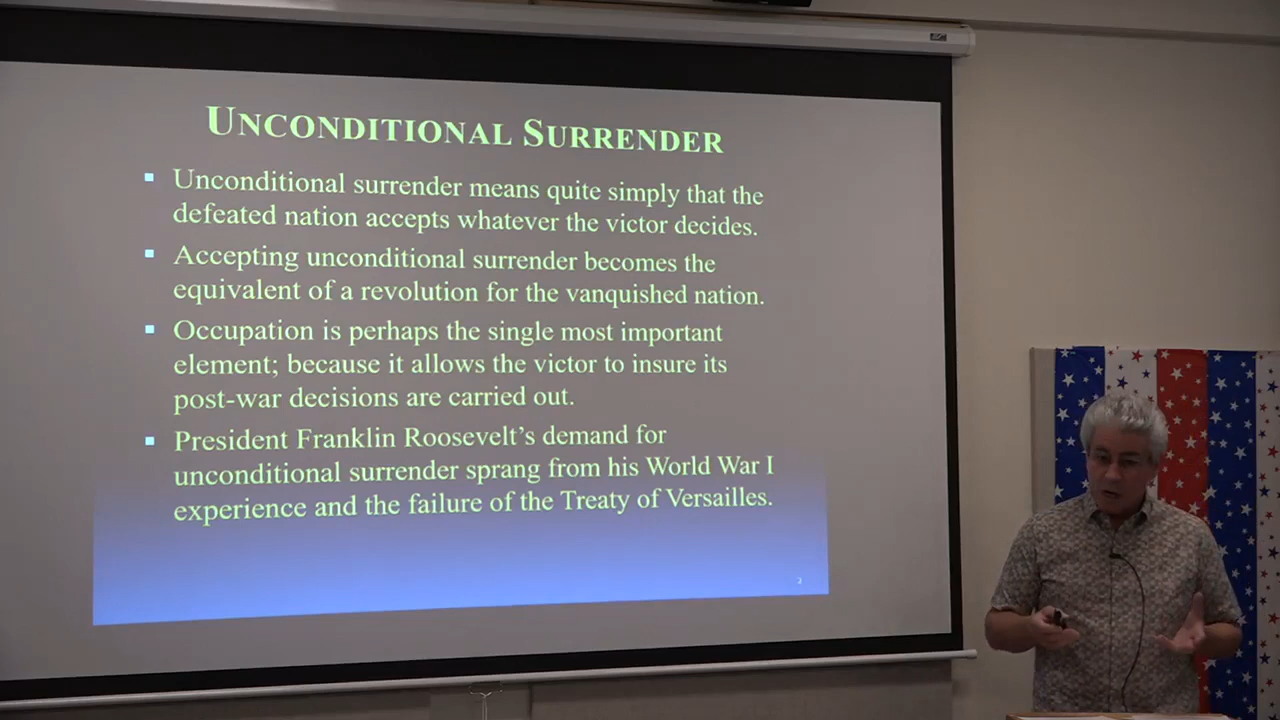 UNCONDITIONAL SURRENDER
▪ Unconditional surrender means quite simply that the
defeated nation accepts whatever the victor decides.
▪ Accepting unconditional surrender becomes the
equivalent of a revolution for the vanquished nation.
▪ Occupation is perhaps the single most important
element; because it allows the victor to insure its
post-war decisions are carried out.
▪ President Franklin Roosevelt's demand for
unconditional surrender sprang from his World War I
experience and the failure of the Treaty of Versailles.